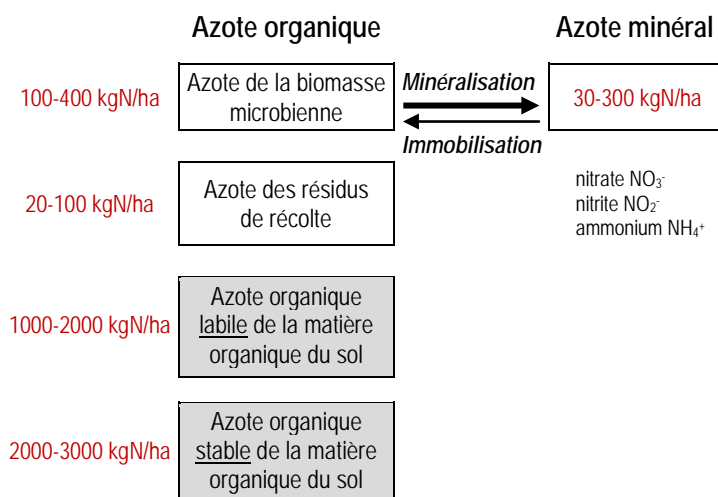 Azote organique
Azote minéral
100-400 kgN/ha
Azote de la biomasse
microbienne
Minéralisation
Immobilisation
30-300 kgN/ha
20-100 kgN/ha
Azote des résidus
de récolte
nitrate NO₃⁻
nitrite NO₂⁻
ammonium NH₄⁺
1000-2000 kgN/ha
Azote organique
labile de la matière
organique du sol
2000-3000 kgN/ha
Azote organique
stable de la matière
organique du sol